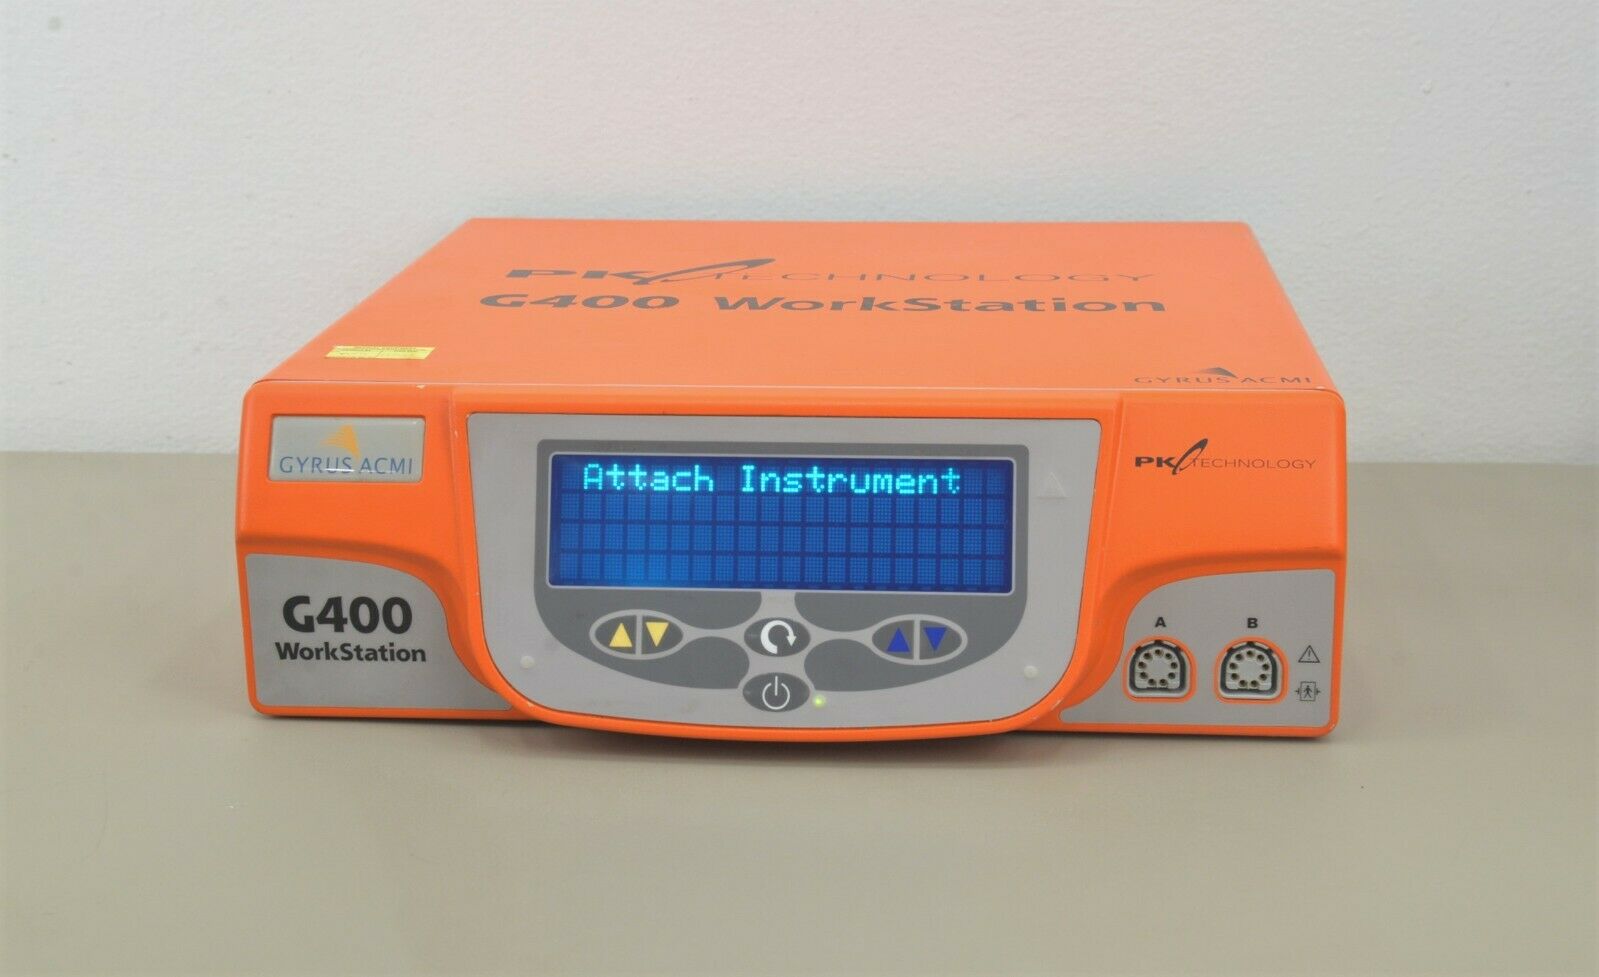 PK TECHNOLOGY
G400 WorkStation
GYRUS ACMI
GYRUS ACMI
PK TECHNOLOGY
Attach Instrument
G400
WorkStation
A
B